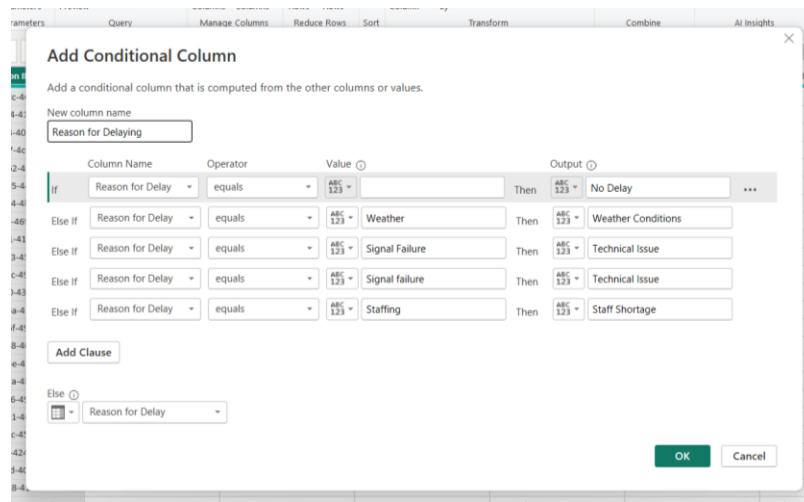 Query Manage Columns Reduce Rows Sort Transform Combine AI Insights
Add Conditional Column
Add a conditional column that is computed from the other columns or values.
New column name
Reason for Delaying
Column Name Operator Value Output
If Reason for Delay equals ABC 123 Then ABC 123 No Delay ...
Else If Reason for Delay equals ABC 123 Weather Then ABC 123 Weather Conditions
Else If Reason for Delay equals ABC 123 Signal Failure Then ABC 123 Technical Issue
Else If Reason for Delay equals ABC 123 Signal failure Then ABC 123 Technical Issue
Else If Reason for Delay equals ABC 123 Staffing Then ABC 123 Staff Shortage
Add Clause
Else
Reason for Delay
OK Cancel